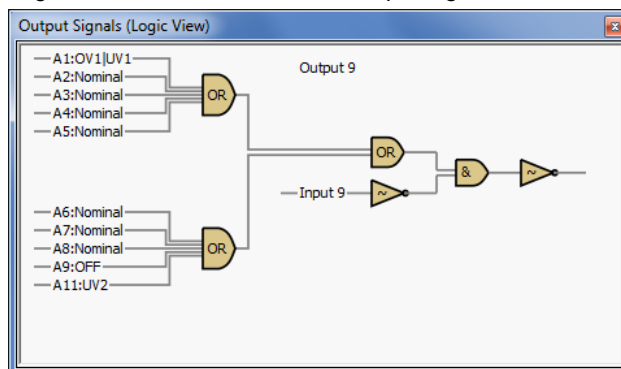 Output Signals (Logic View)
A1:OV1|UV1
A2:Nominal
A3:Nominal
A4:Nominal
A5:Nominal
OR
Output 9
OR
&
~
Input 9
~
A6:Nominal
A7:Nominal
A8:Nominal
A9:OFF
A11:UV2
OR